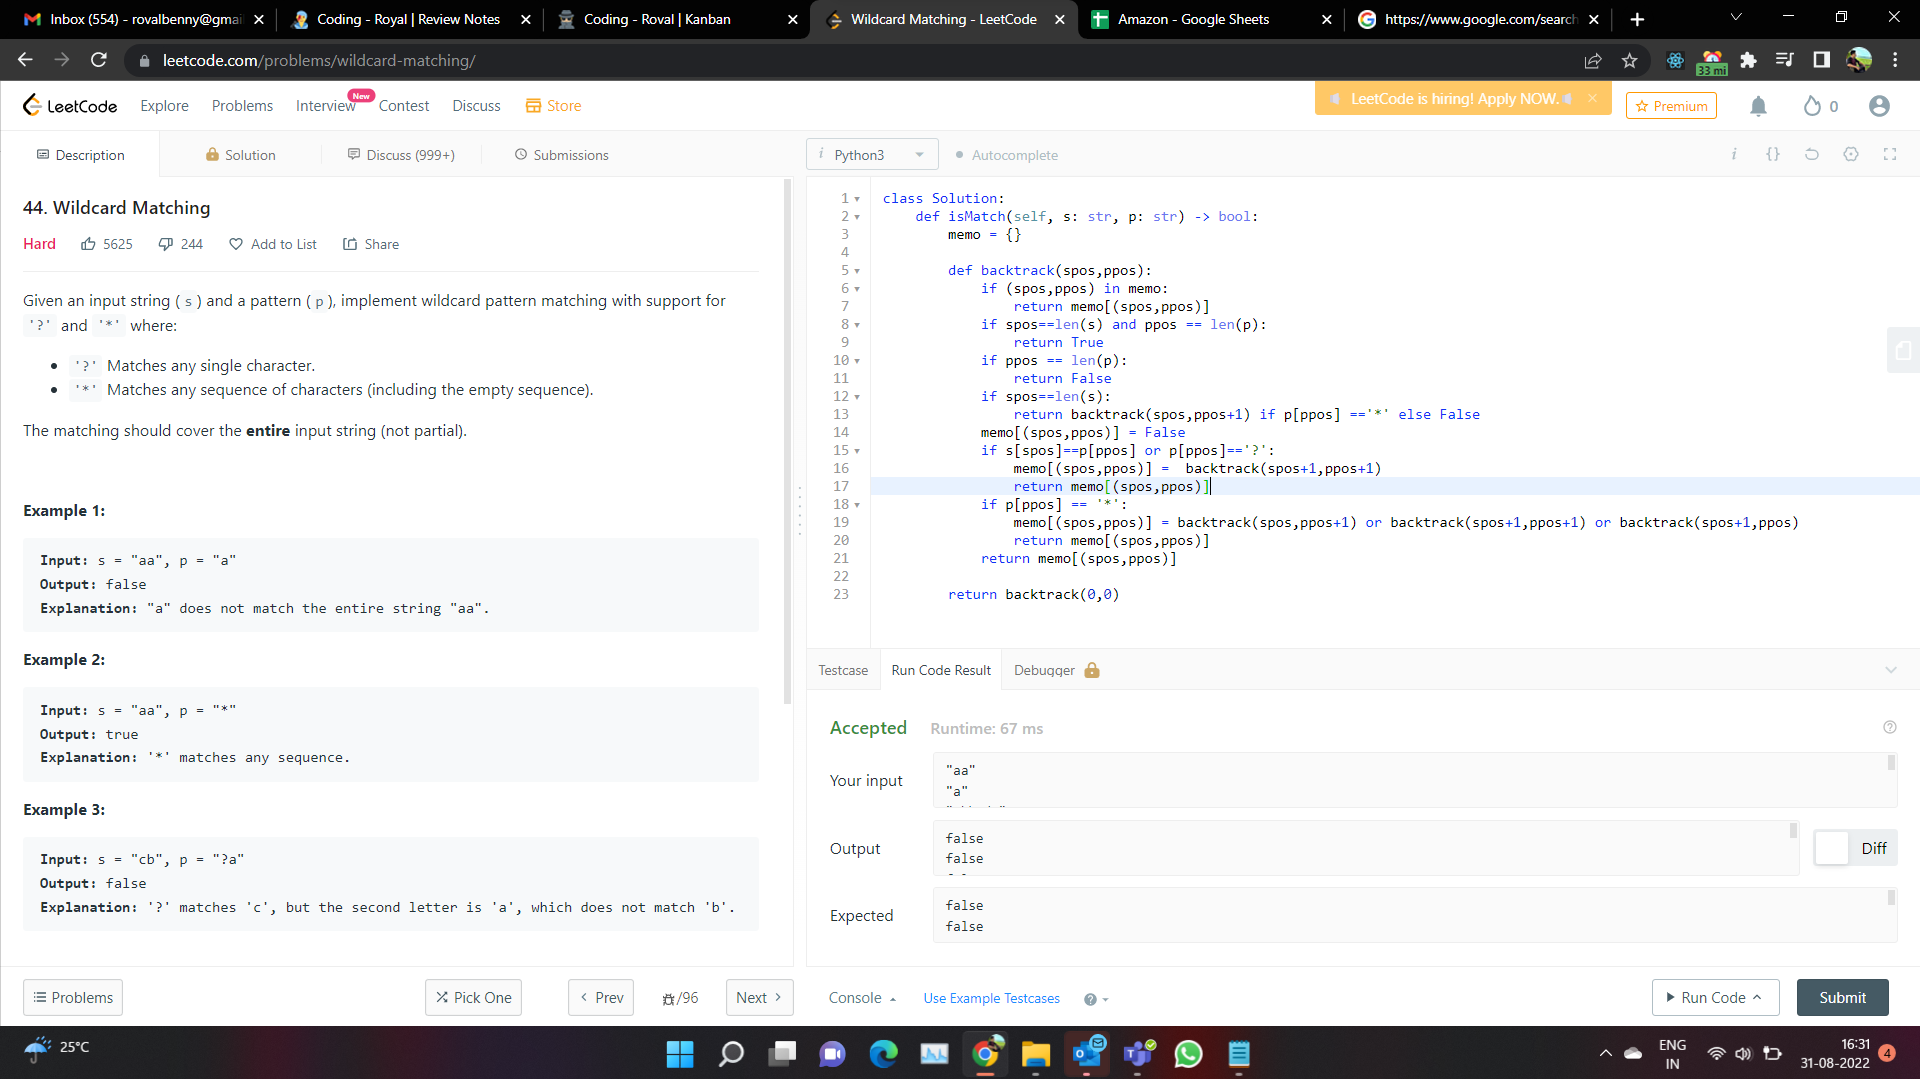 Inbox (554) - rovalbenny@gmai
Coding - Royal | Review Notes
Coding - Roval | Kanban
Wildcard Matching - LeetCode
Amazon - Google Sheets
https://www.google.com/search
leetcode.com/problems/wildcard-matching/
33 mi
LeetCode
Explore
Problems
Interview
New
Contest
Discuss
Store
LeetCode is hiring! Apply NOW.
Premium
0
Description
Solution
Discuss (999+)
Submissions
i Python3
Autocomplete
44. Wildcard Matching
Hard
5625
244
Add to List
Share
Given an input string ( s ) and a pattern ( p ), implement wildcard pattern matching with support for
'?' and '*' where:
'?' Matches any single character.
'*' Matches any sequence of characters (including the empty sequence).
The matching should cover the entire input string (not partial).
Example 1:
Input: s = "aa", p = "a"
Output: false
Explanation: "a" does not match the entire string "aa".
Example 2:
Input: s = "aa", p = "*"
Output: true
Explanation: '*' matches any sequence.
Example 3:
Input: s = "cb", p = "?a"
Output: false
Explanation: '?' matches 'c', but the second letter is 'a', which does not match 'b'.
1 class Solution:
2 def isMatch(self, s: str, p: str) -> bool:
3 memo = {}
4
5 def backtrack(spos,ppos):
6 if (spos,ppos) in memo:
7 return memo[(spos,ppos)]
8 if spos==len(s) and ppos == len(p):
9 return True
10 if ppos == len(p):
11 return False
12 if spos==len(s):
13 return backtrack(spos,ppos+1) if p[ppos] =='*' else False
14 memo[(spos,ppos)] = False
15 if s[spos]==p[ppos] or p[ppos]=='?':
16 memo[(spos,ppos)] =  backtrack(spos+1,ppos+1)
17 return memo[(spos,ppos)]
18 if p[ppos] == '*':
19 memo[(spos,ppos)] = backtrack(spos,ppos+1) or backtrack(spos+1,ppos+1) or backtrack(spos+1,ppos)
20 return memo[(spos,ppos)]
21 return memo[(spos,ppos)]
22
23 return backtrack(0,0)
Testcase
Run Code Result
Debugger
Accepted
Runtime: 67 ms
Your input
"aa"
"a"
Output
false
false
Diff
Expected
false
false
Problems
Pick One
Prev
/96
Next
Console
Use Example Testcases
Run Code
Submit
25°C
ENG
IN
16:31
31-08-2022
4